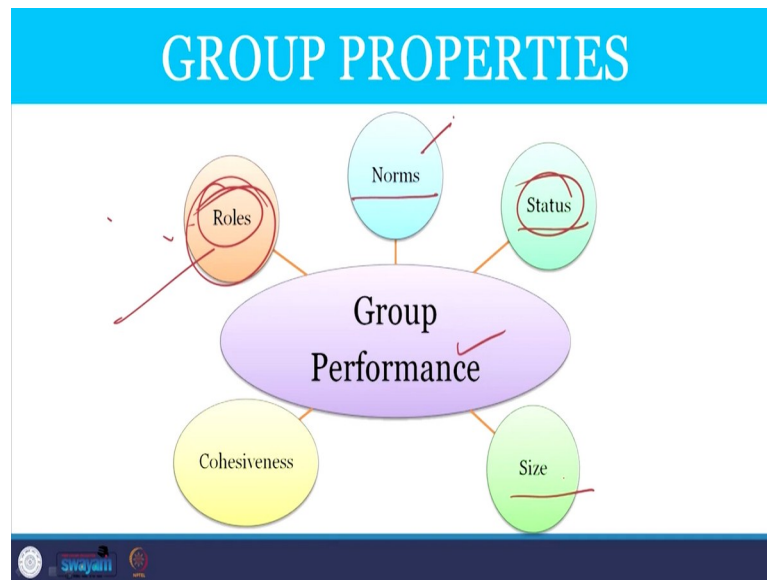 GROUP PROPERTIES
Norms
Roles
Status
Group
Performance
Cohesiveness
Size
swayam